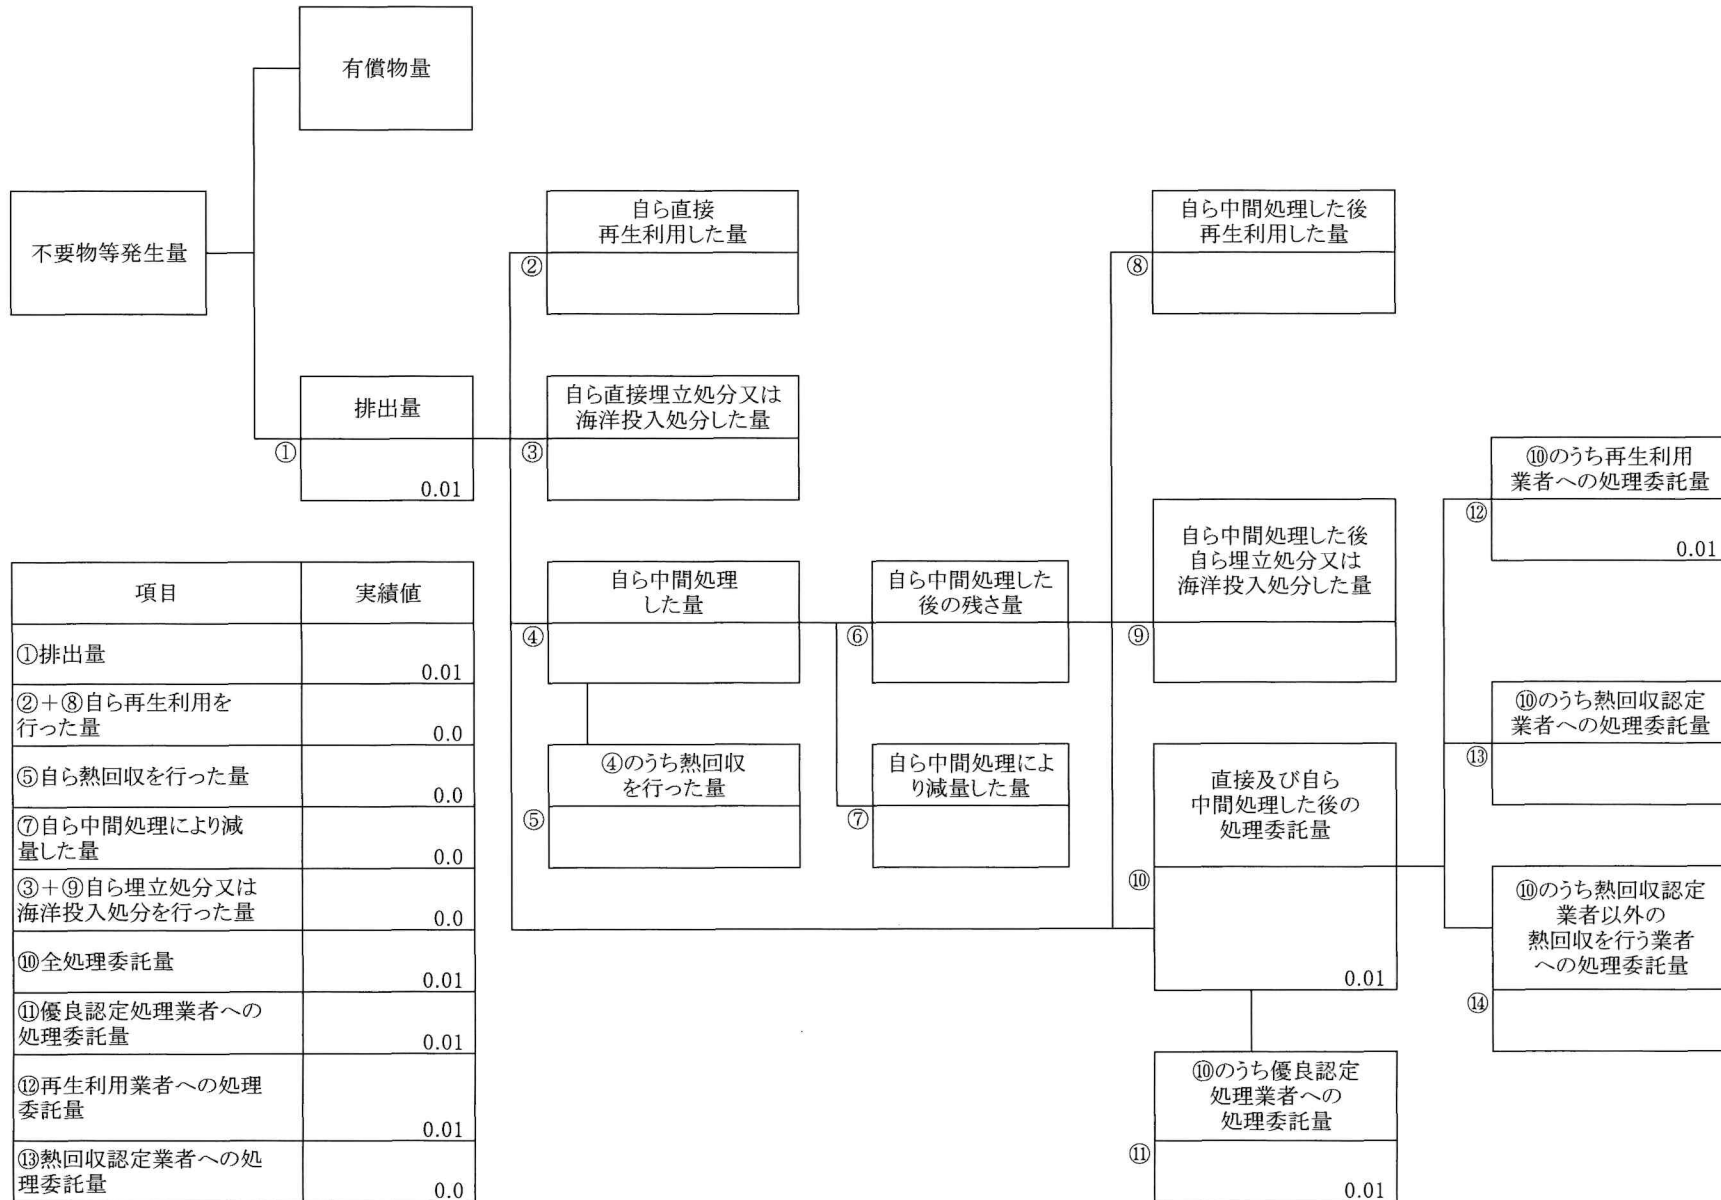 有償物量
不要物等発生量
自ら直接
再生利用した量
②
自ら中間処理した後
再生利用した量
⑧
排出量
①
0.01
自ら直接埋立処分又は
海洋投入処分した量
③
⑩のうち再生利用
業者への処理委託量
⑫
0.01
自ら中間処理した後
自ら埋立処分又は
海洋投入処分した量
⑨
自ら中間処理
した量
④
自ら中間処理した
後の残さ量
⑥
④のうち熱回収
を行った量
⑤
自ら中間処理によ
り減量した量
⑦
直接及び自ら
中間処理した後の
処理委託量
⑩
0.01
⑩のうち熱回収認定
業者への処理委託量
⑬
⑩のうち熱回収認定
業者以外の
熱回収を行う業者
への処理委託量
⑭
⑩のうち優良認定
処理業者への
処理委託量
⑪
0.01
項目 実績値
①排出量
0.01
②+⑧自ら再生利用を
行った量
0.0
⑤自ら熱回収を行った量
0.0
⑦自ら中間処理により減
量した量
0.0
③+⑨自ら埋立処分又は
海洋投入処分を行った量
0.0
⑩全処理委託量
0.01
⑪優良認定処理業者への
処理委託量
0.01
⑫再生利用業者への処理
委託量
0.01
⑬熱回収認定業者への処
理委託量
0.0